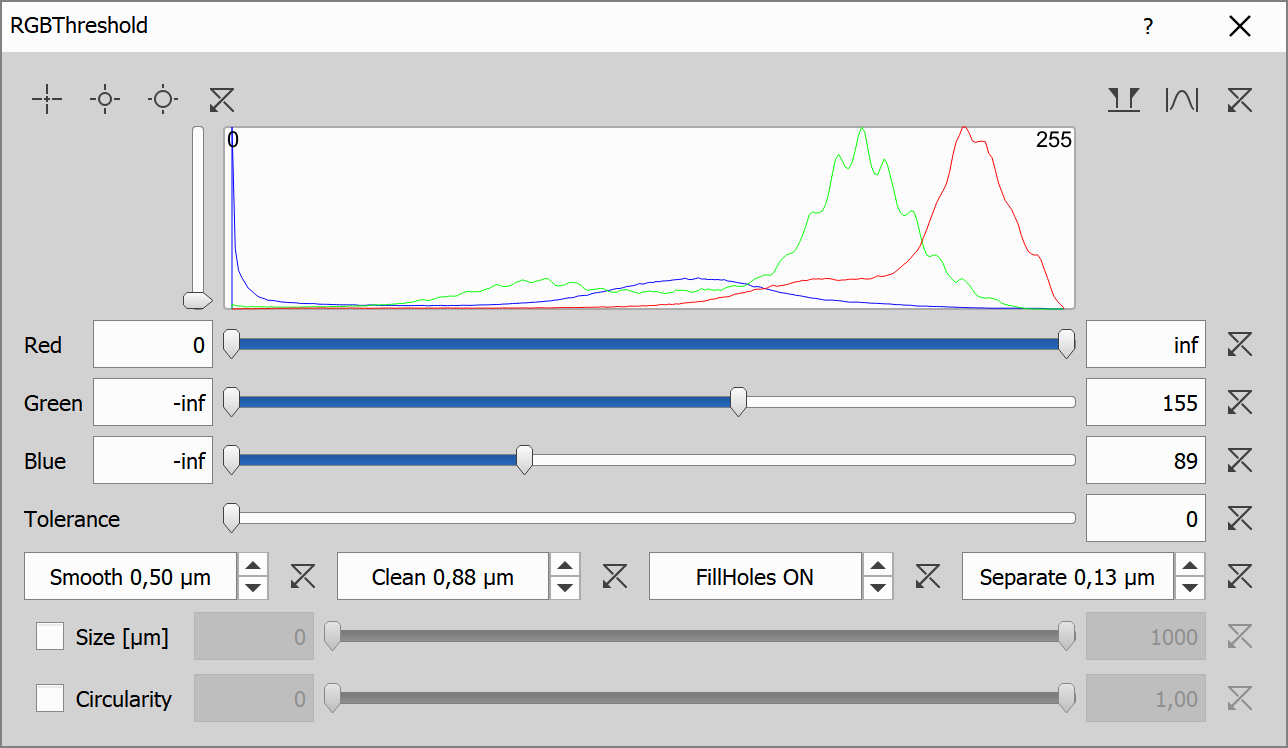 RGBThreshold ?
0 255
Red 0 inf
Green -inf 155
Blue -inf 89
Tolerance 0
Smooth 0,50 µm Clean 0,88 µm FillHoles ON Separate 0,13 µm
Size [µm] 0 1000
Circularity 0 1,00